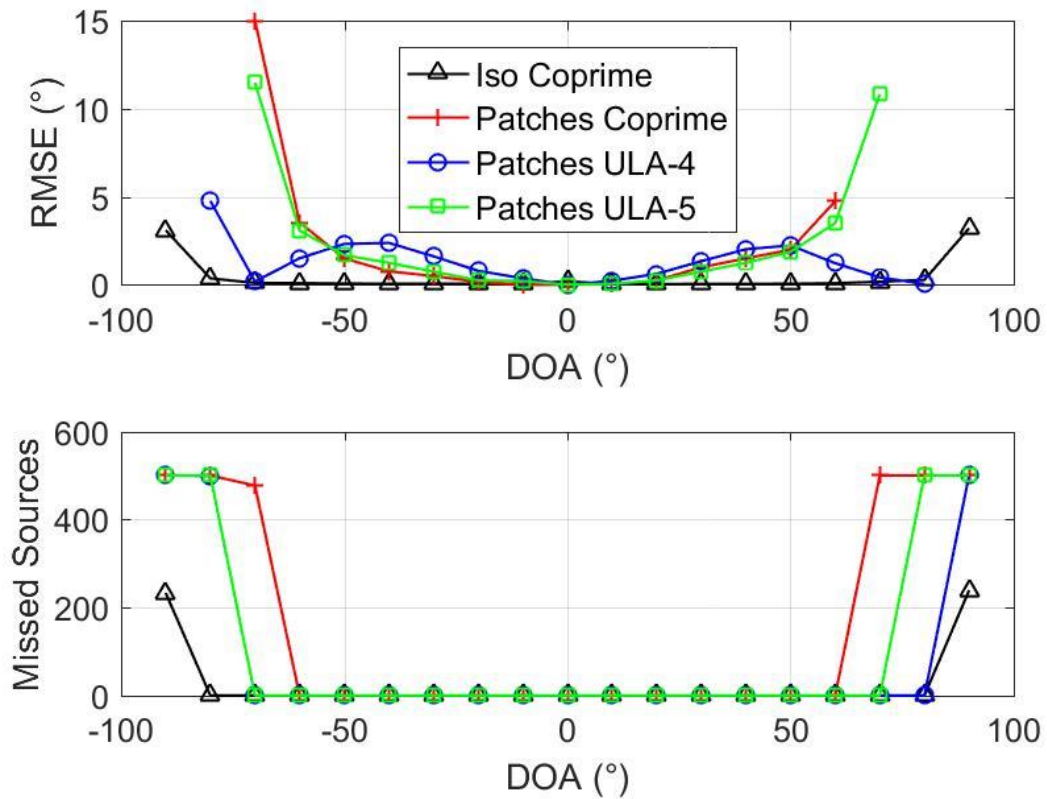 15
10
5
0
RMSE (°)
Iso Coprime
Patches Coprime
Patches ULA-4
Patches ULA-5
-100
-50
0
50
100
DOA (°)
600
400
200
0
Missed Sources
-100
-50
0
50
100
DOA (°)